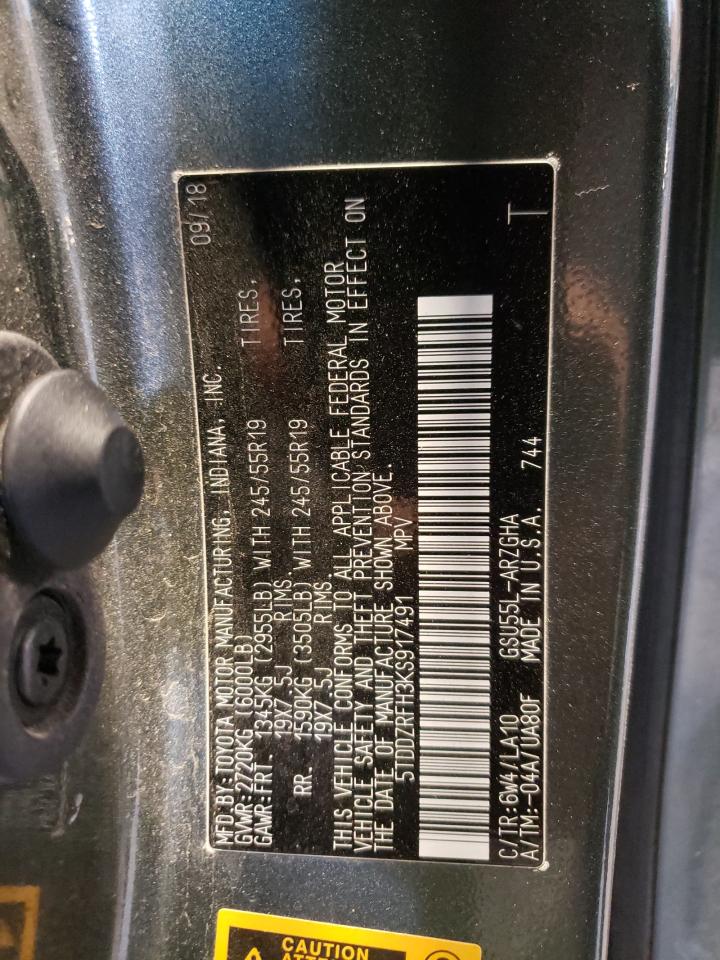 MFD BY:TOYOTA MOTOR MANUFACTURING, INDIANA, INC. 09/18
GVWR:2720KG (6000LB)
GAWR:FRT. 1345KG (2955LB) WITH 245/55R19 TIRES,
19X7.5J RIMS.
RR. 1590KG (3505LB) WITH 245/55R19 TIRES,
19X7.5J RIMS.
THIS VEHICLE CONFORMS TO ALL APPLICABLE FEDERAL MOTOR
VEHICLE SAFETY AND THEFT PREVENTION STANDARDS IN EFFECT ON
THE DATE OF MANUFACTURE SHOWN ABOVE.
5TDDZRFH3KS917491 MPV
C/TR:6W4/LA10 GSU55L-ARZGHA
A/TM:-04A/UA80F MADE IN U.S.A. 744 T
CAUTION